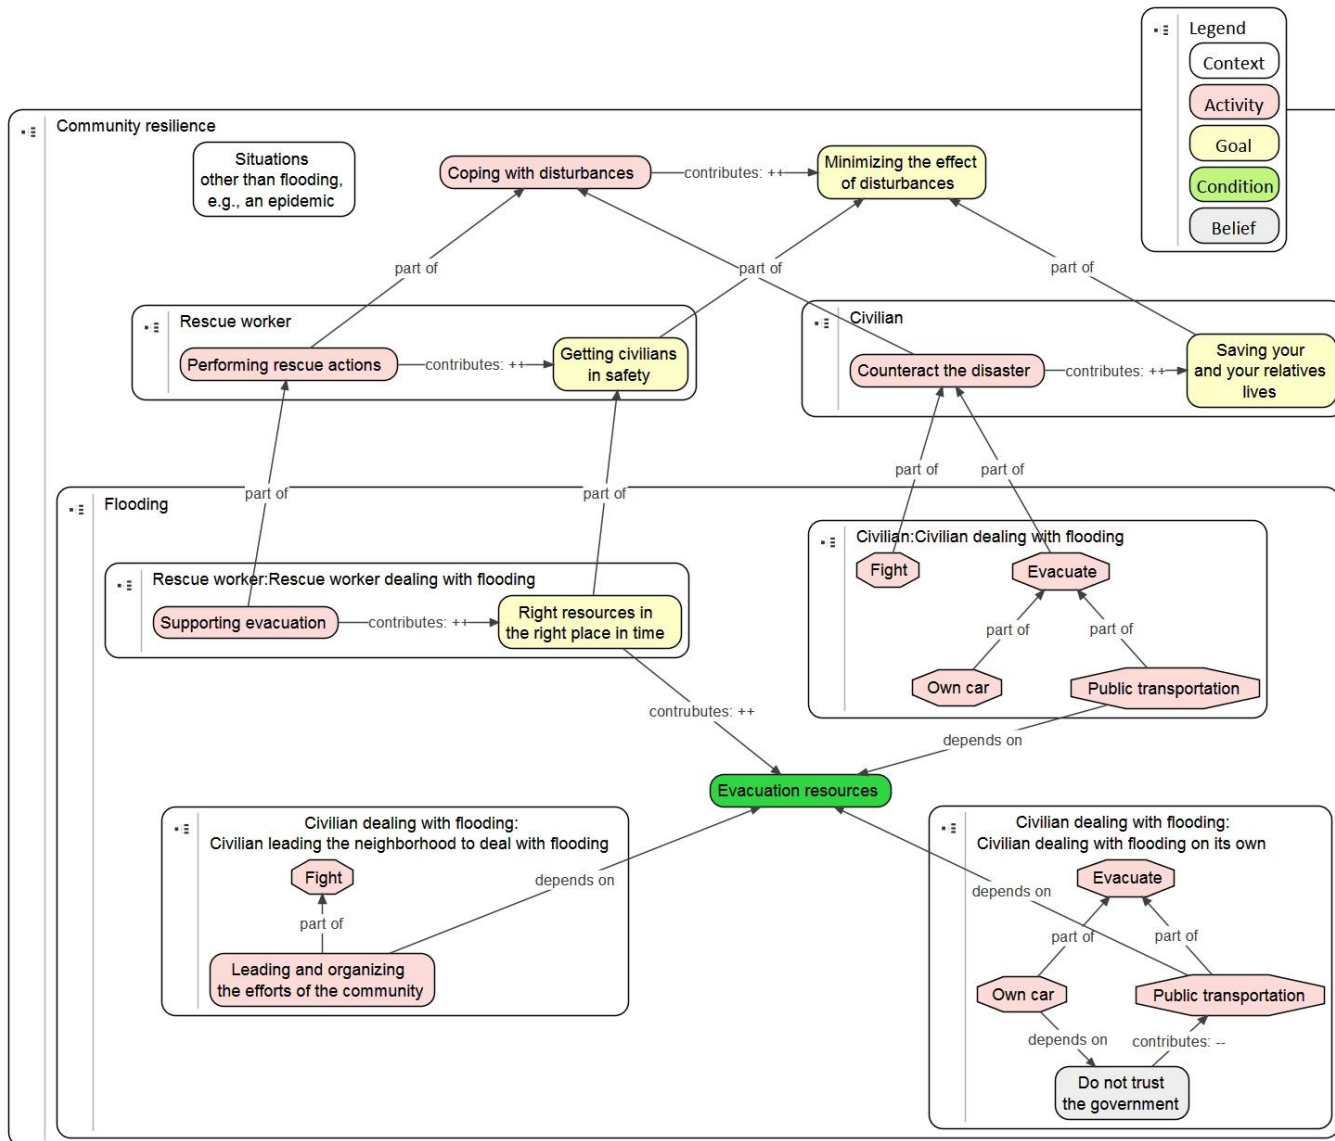 Legend
Context
Activity
Goal
Condition
Belief
Community resilience
Situations
other than flooding,
e.g., an epidemic
Coping with disturbances
contributes: ++
Minimizing the effect
of disturbances
part of
part of
part of
Rescue worker
Performing rescue actions
contributes: ++
Getting civilians
in safety
Civilian
Counteract the disaster
contributes: ++
Saving your
and your relatives
lives
part of
part of
part of
part of
Flooding
Rescue worker:Rescue worker dealing with flooding
Supporting evacuation
contributes: ++
Right resources in
the right place in time
Civilian:Civilian dealing with flooding
Fight
Evacuate
part of
part of
Own car
Public transportation
contrubutes: ++
depends on
Evacuation resources
Civilian dealing with flooding:
Civilian leading the neighborhood to deal with flooding
Fight
part of
depends on
Leading and organizing
the efforts of the community
Civilian dealing with flooding:
Civilian dealing with flooding on its own
Evacuate
depends on
part of
part of
Own car
Public transportation
depends on
contributes: --
Do not trust
the government